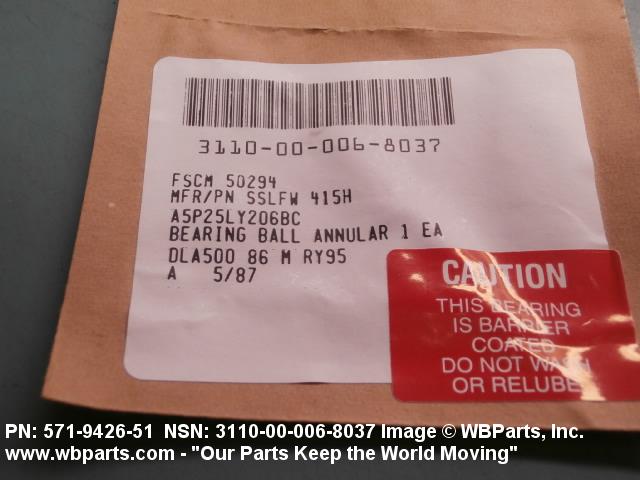 3110-00-006-8037
FSCM 50294
MFR/PN SSLFW 415H
A5P25LY206BC
BEARING BALL ANNULAR 1 EA
DLA500 86 M RY95
A 5/87
CAUTION
THIS BEARING
IS BARRIER
COATED
DO NOT WASH
OR RELUBE
PN: 571-9426-51 NSN: 3110-00-006-8037 Image © WBParts, Inc.
www.wbparts.com - "Our Parts Keep the World Moving"